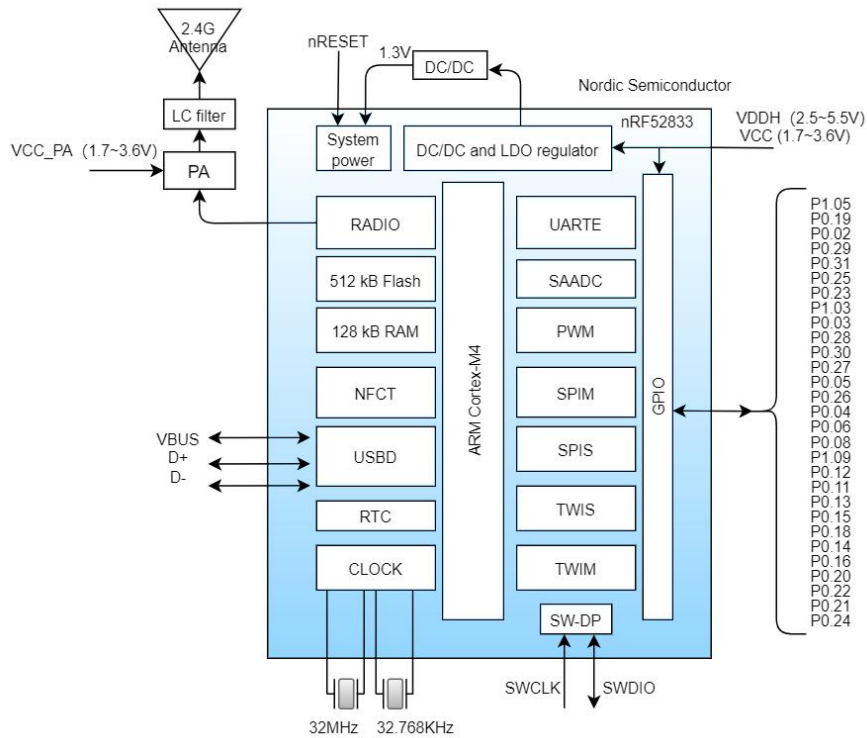 2.4G
Antenna
nRESET
1.3V
DC/DC
Nordic Semiconductor
LC filter
nRF52833
VDDH (2.5~5.5V)
VCC (1.7~3.6V)
System
power
DC/DC and LDO regulator
VCC_PA (1.7~3.6V)
PA
RADIO
512 kB Flash
128 kB RAM
NFCT
USBD
RTC
CLOCK
VBUS
D+
D-
ARM Cortex-M4
UARTE
SAADC
PWM
SPIM
SPIS
TWIS
TWIM
SW-DP
GPIO
P1.05
P0.19
P0.02
P0.29
P0.31
P0.25
P0.23
P1.03
P0.03
P0.28
P0.30
P0.27
P0.05
P0.26
P0.04
P0.06
P0.08
P1.09
P0.12
P0.11
P0.13
P0.15
P0.18
P0.14
P0.16
P0.20
P0.22
P0.21
P0.24
SWCLK
SWDIO
32MHz
32.768KHz